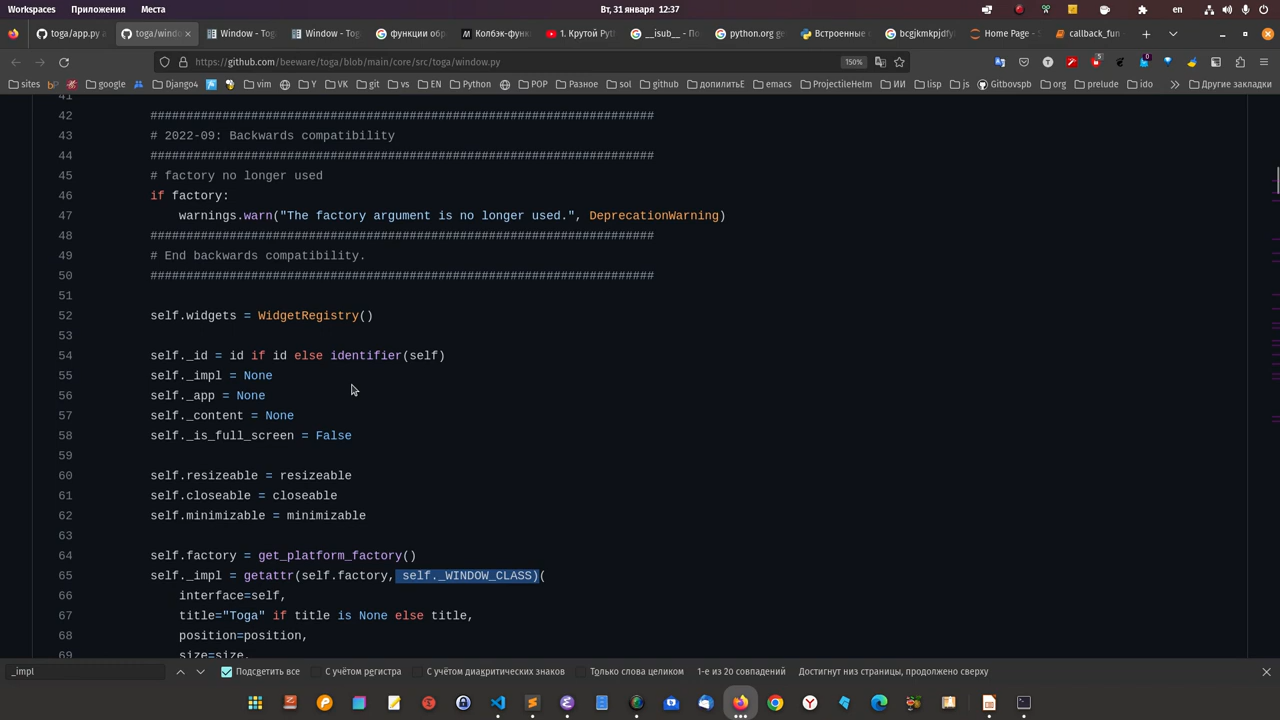 Workspaces Приложения Места Вт, 31 января 12:37 en
toga/app.py a toga/windo Window - Tog Window - Tog функции обр Колбэк-функ 1. Крутой Pyt __isub__ - По python.org ge Встроенные bcgjkmkpjdfyi Home Page - callback_fun
https://github.com/beeware/toga/blob/main/core/src/toga/window.py 150%
sites google Django4 vim Y VK git vs EN Python POP Разное sol github допилитьЕ emacs ProjectileHelm ИИ lisp js Gitbovspb org prelude ido Другие закладки
41
42 ######################################################################
43 # 2022-09: Backwards compatibility
44 ######################################################################
45 # factory no longer used
46 if factory:
47 warnings.warn("The factory argument is no longer used.", DeprecationWarning)
48 ######################################################################
49 # End backwards compatibility.
50 ######################################################################
51
52 self.widgets = WidgetRegistry()
53
54 self._id = id if id else identifier(self)
55 self._impl = None
56 self._app = None
57 self._content = None
58 self._is_full_screen = False
59
60 self.resizeable = resizeable
61 self.closeable = closeable
62 self.minimizable = minimizable
63
64 self.factory = get_platform_factory()
65 self._impl = getattr(self.factory, self._WINDOW_CLASS)(
66 interface=self,
67 title="Toga" if title is None else title,
68 position=position,
69 size=size,
_impl Подсветить все С учётом регистра С учётом диакритических знаков Только слова целиком 1-е из 20 совпадений Достигнут низ страницы, продолжено сверху